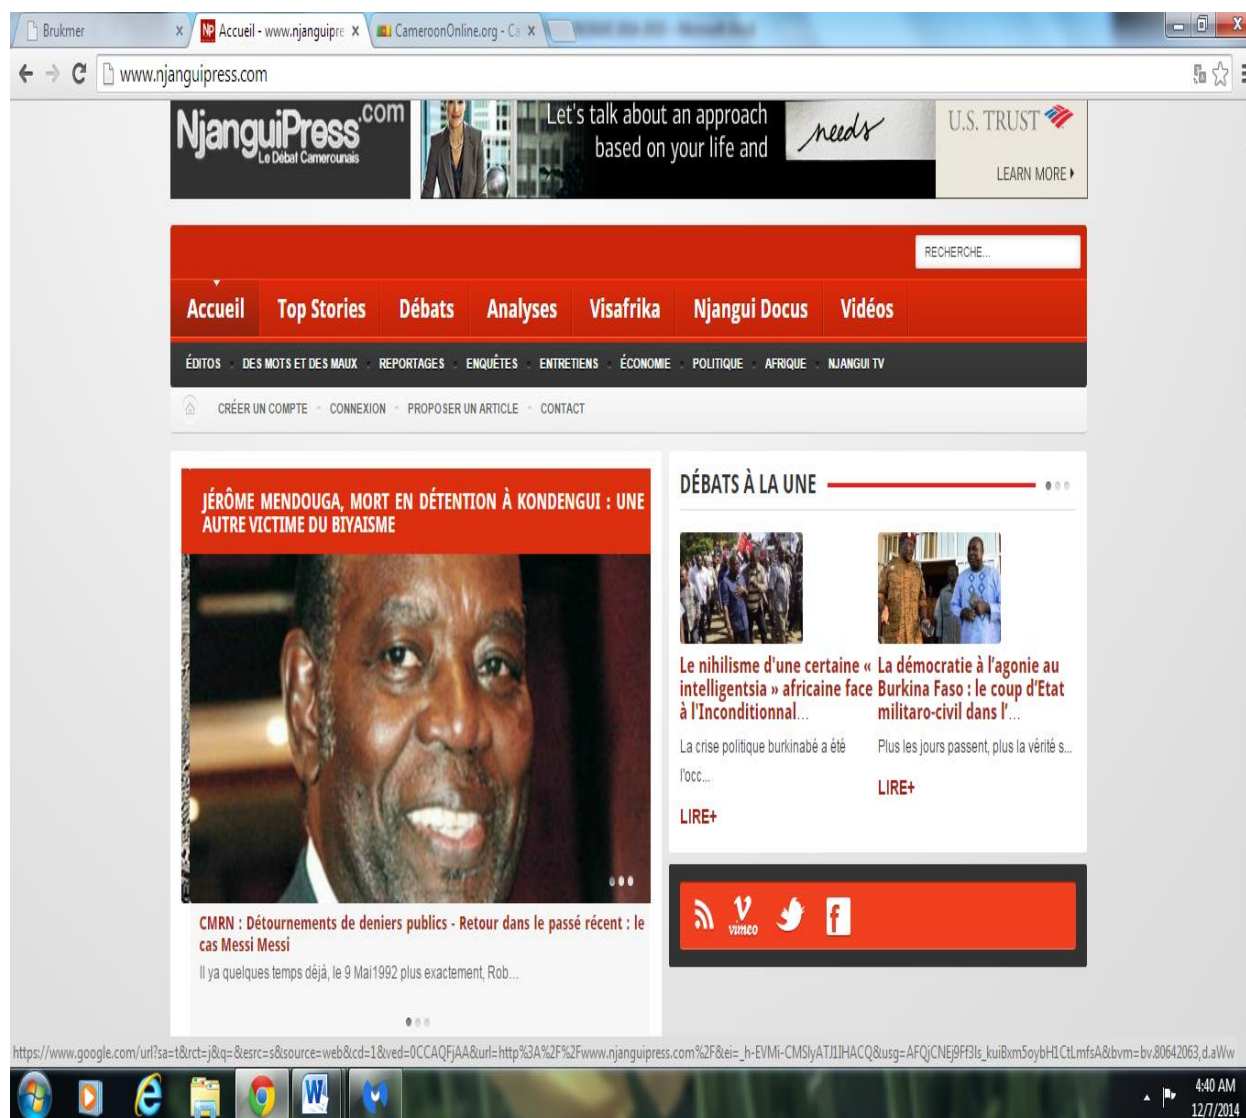 Brukmer
Accueil - www.njanguipre
CameroonOnline.org - Ca
www.njanguipress.com
NjanguiPress.com
Le Débat Camerounais
Let's talk about an approach
based on your life and
needs
U.S. TRUST
LEARN MORE
RECHERCHE...
Accueil Top Stories Débats Analyses Visafrika Njangui Docus Vidéos
ÉDITOS DES MOTS ET DES MAUX REPORTAGES ENQUÊTES ENTRETIENS ÉCONOMIE POLITIQUE AFRIQUE NJANGUI TV
CRÉER UN COMPTE CONNEXION PROPOSER UN ARTICLE CONTACT
JÉRÔME MENDOUGA, MORT EN DÉTENTION À KONDENGUI : UNE
AUTRE VICTIME DU BIYAISME
CMRN : Détournements de deniers publics - Retour dans le passé récent : le
cas Messi Messi
Il ya quelques temps déjà, le 9 Mai1992 plus exactement, Rob...
DÉBATS À LA UNE
Le nihilisme d'une certaine «
intelligentsia » africaine face
à l'Inconditionnal...
La crise politique burkinabé a été
l'occ...
LIRE+
La démocratie à l'agonie au
Burkina Faso : le coup d'Etat
militaro-civil dans l'...
Plus les jours passent, plus la vérité s...
LIRE+
vimeo
https://www.google.com/url?sa=t&rct=j&q=&esrc=s&source=web&cd=1&ved=0CCAQFjAA&url=http%3A%2F%2Fwww.njanguipress.com%2F&ei=_h-EVMi-CMSIyATJ1IHACQ&usg=AFQjCNEj9Ff3Is_kuiBxm5oybH1CtLmfsA&bvm=bv.80642063,d.aWw
4:40 AM
12/7/2014